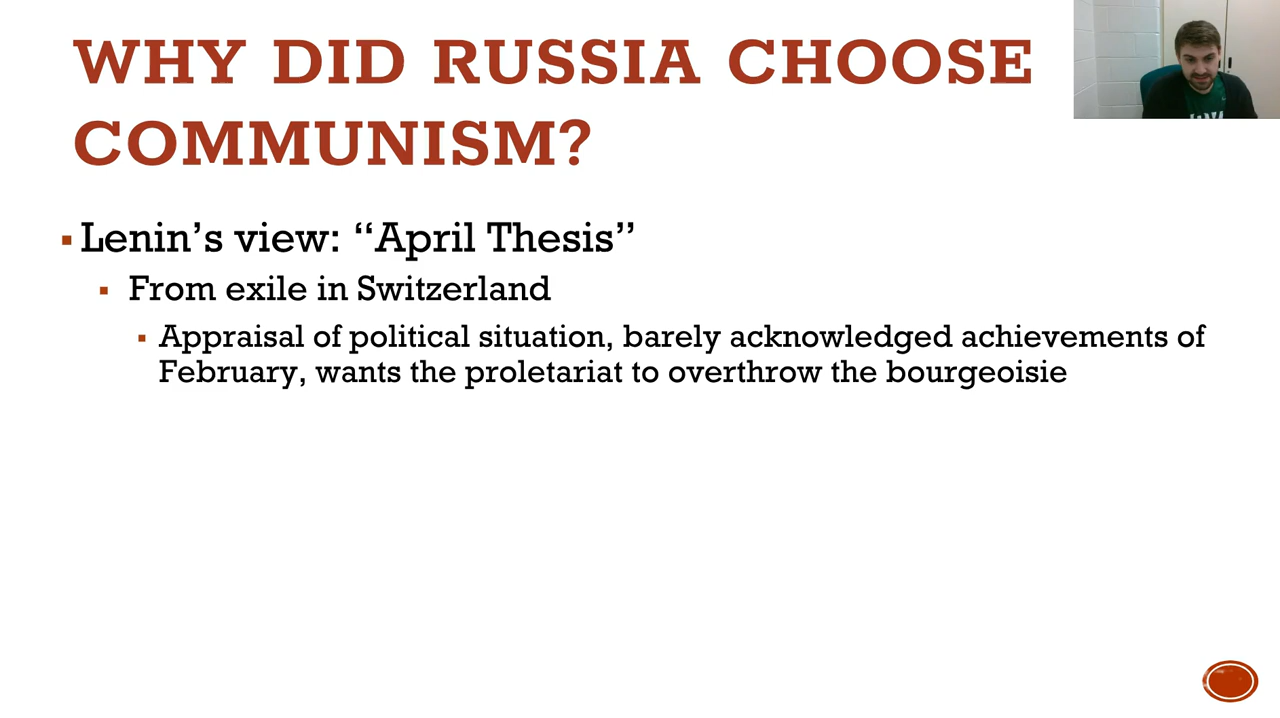 WHY DID RUSSIA CHOOSE
COMMUNISM?
▪ Lenin's view: “April Thesis”
▪ From exile in Switzerland
▪ Appraisal of political situation, barely acknowledged achievements of
February, wants the proletariat to overthrow the bourgeoisie